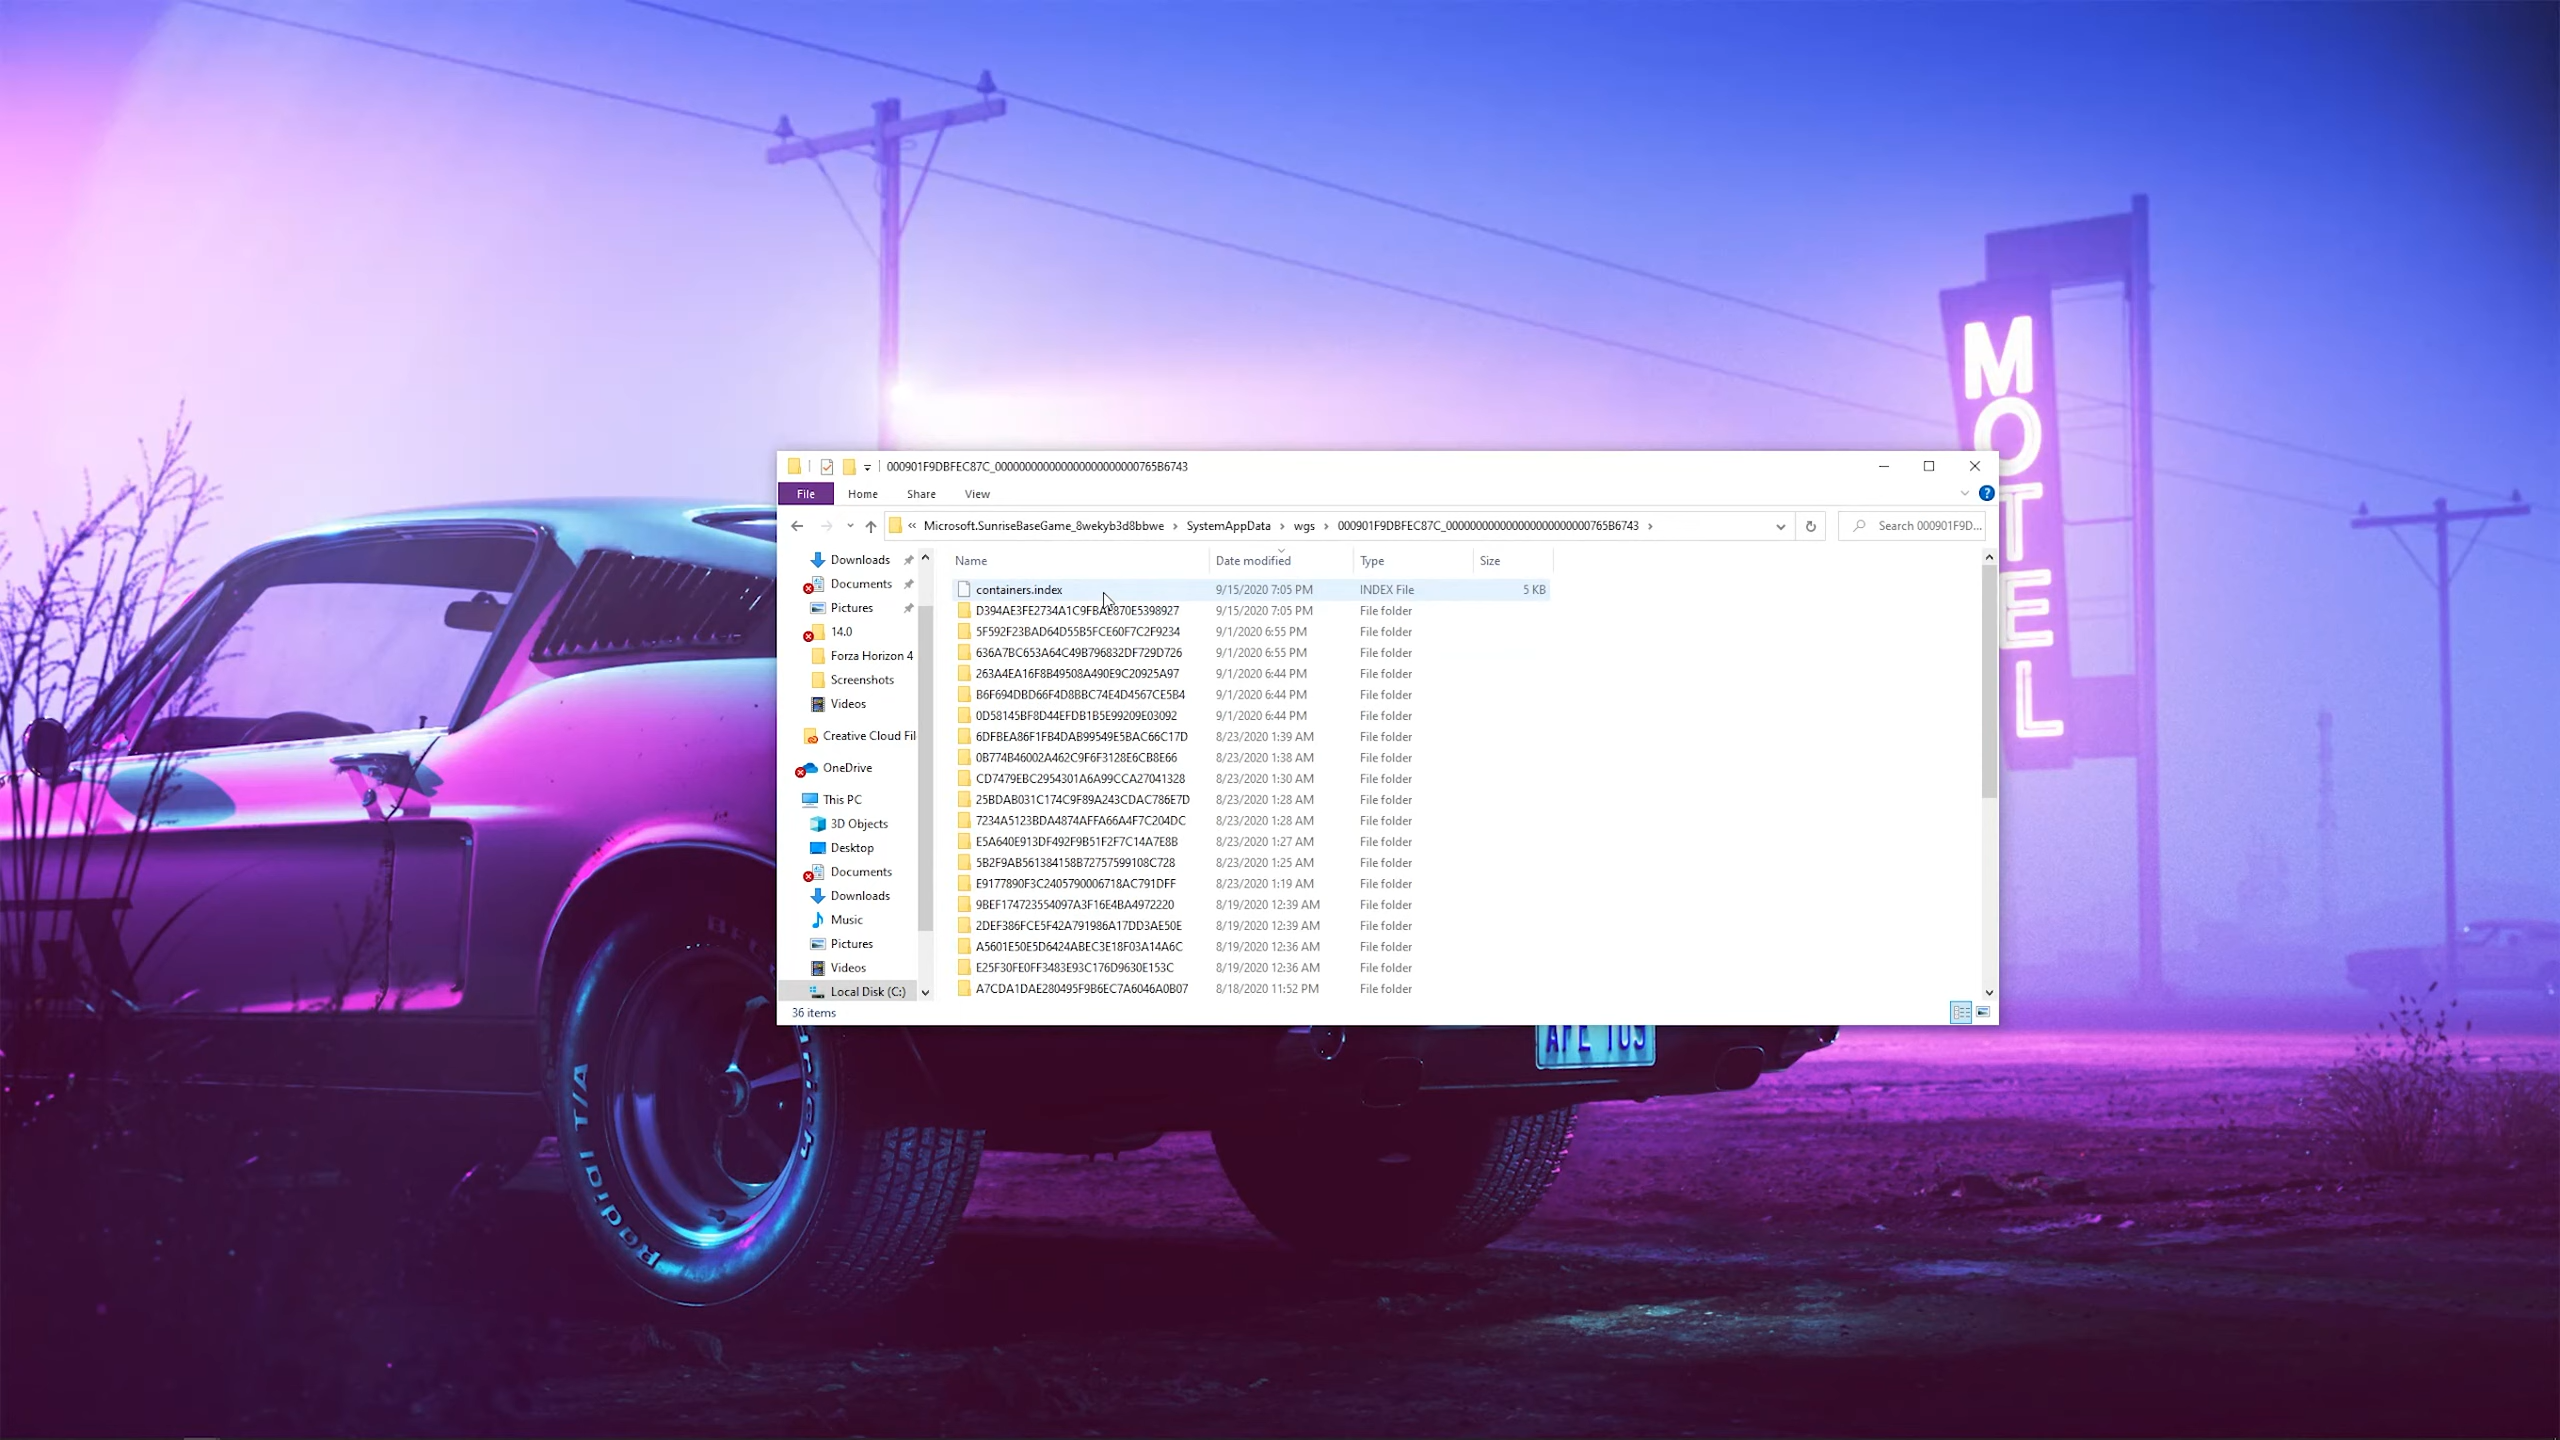 MOTEL
000901F9DBFEC87C_000000000000000000000000765B6743
File Home Share View
« Microsoft.SunriseBaseGame_8wekyb3d8bbwe > SystemAppData > wgs > 000901F9DBFEC87C_000000000000000000000000765B6743 >
Search 000901F9D...
Downloads
Documents
Pictures
14.0
Forza Horizon 4
Screenshots
Videos
Creative Cloud Fil
OneDrive
This PC
3D Objects
Desktop
Documents
Downloads
Music
Pictures
Videos
Local Disk (C:)
Name Date modified Type Size
containers.index 9/15/2020 7:05 PM INDEX File 5 KB
D394AE3FE2734A1C9FBAE870E5398927 9/15/2020 7:05 PM File folder
5F592F23BAD64D55B5FCE60F7C2F9234 9/1/2020 6:55 PM File folder
636A7BC653A64C49B796832DF729D726 9/1/2020 6:55 PM File folder
263A4EA16F8B49508A490E9C20925A97 9/1/2020 6:44 PM File folder
B6F694DBD66F4D8BBC74E4D4567CE5B4 9/1/2020 6:44 PM File folder
0D58145BF8D44EFDB1B5E99209E03092 9/1/2020 6:44 PM File folder
6DFBEA86F1FB4DAB99549E5BAC66C17D 8/23/2020 1:39 AM File folder
0B774B46002A462C9F6F3128E6CB8E66 8/23/2020 1:38 AM File folder
CD7479EBC2954301A6A99CCA27041328 8/23/2020 1:30 AM File folder
25BDAB031C174C9F89A243CDAC786E7D 8/23/2020 1:28 AM File folder
7234A5123BDA4874AFFA66A4F7C204DC 8/23/2020 1:28 AM File folder
E5A640E913DF492F9B51F2F7C14A7E8B 8/23/2020 1:27 AM File folder
5B2F9AB561384158B72757599108C728 8/23/2020 1:25 AM File folder
E9177890F3C2405790006718AC791DFF 8/23/2020 1:19 AM File folder
9BEF174723554097A3F16E4BA4972220 8/19/2020 12:39 AM File folder
2DEF386FCE5F42A791986A17DD3AE50E 8/19/2020 12:39 AM File folder
A5601E50E5D6424ABEC3E18F03A14A6C 8/19/2020 12:36 AM File folder
E25F30FE0FF3483E93C176D9630E153C 8/19/2020 12:36 AM File folder
A7CDA1DAE280495F9B6EC7A6046A0B07 8/18/2020 11:52 PM File folder
36 items
Radial T/A